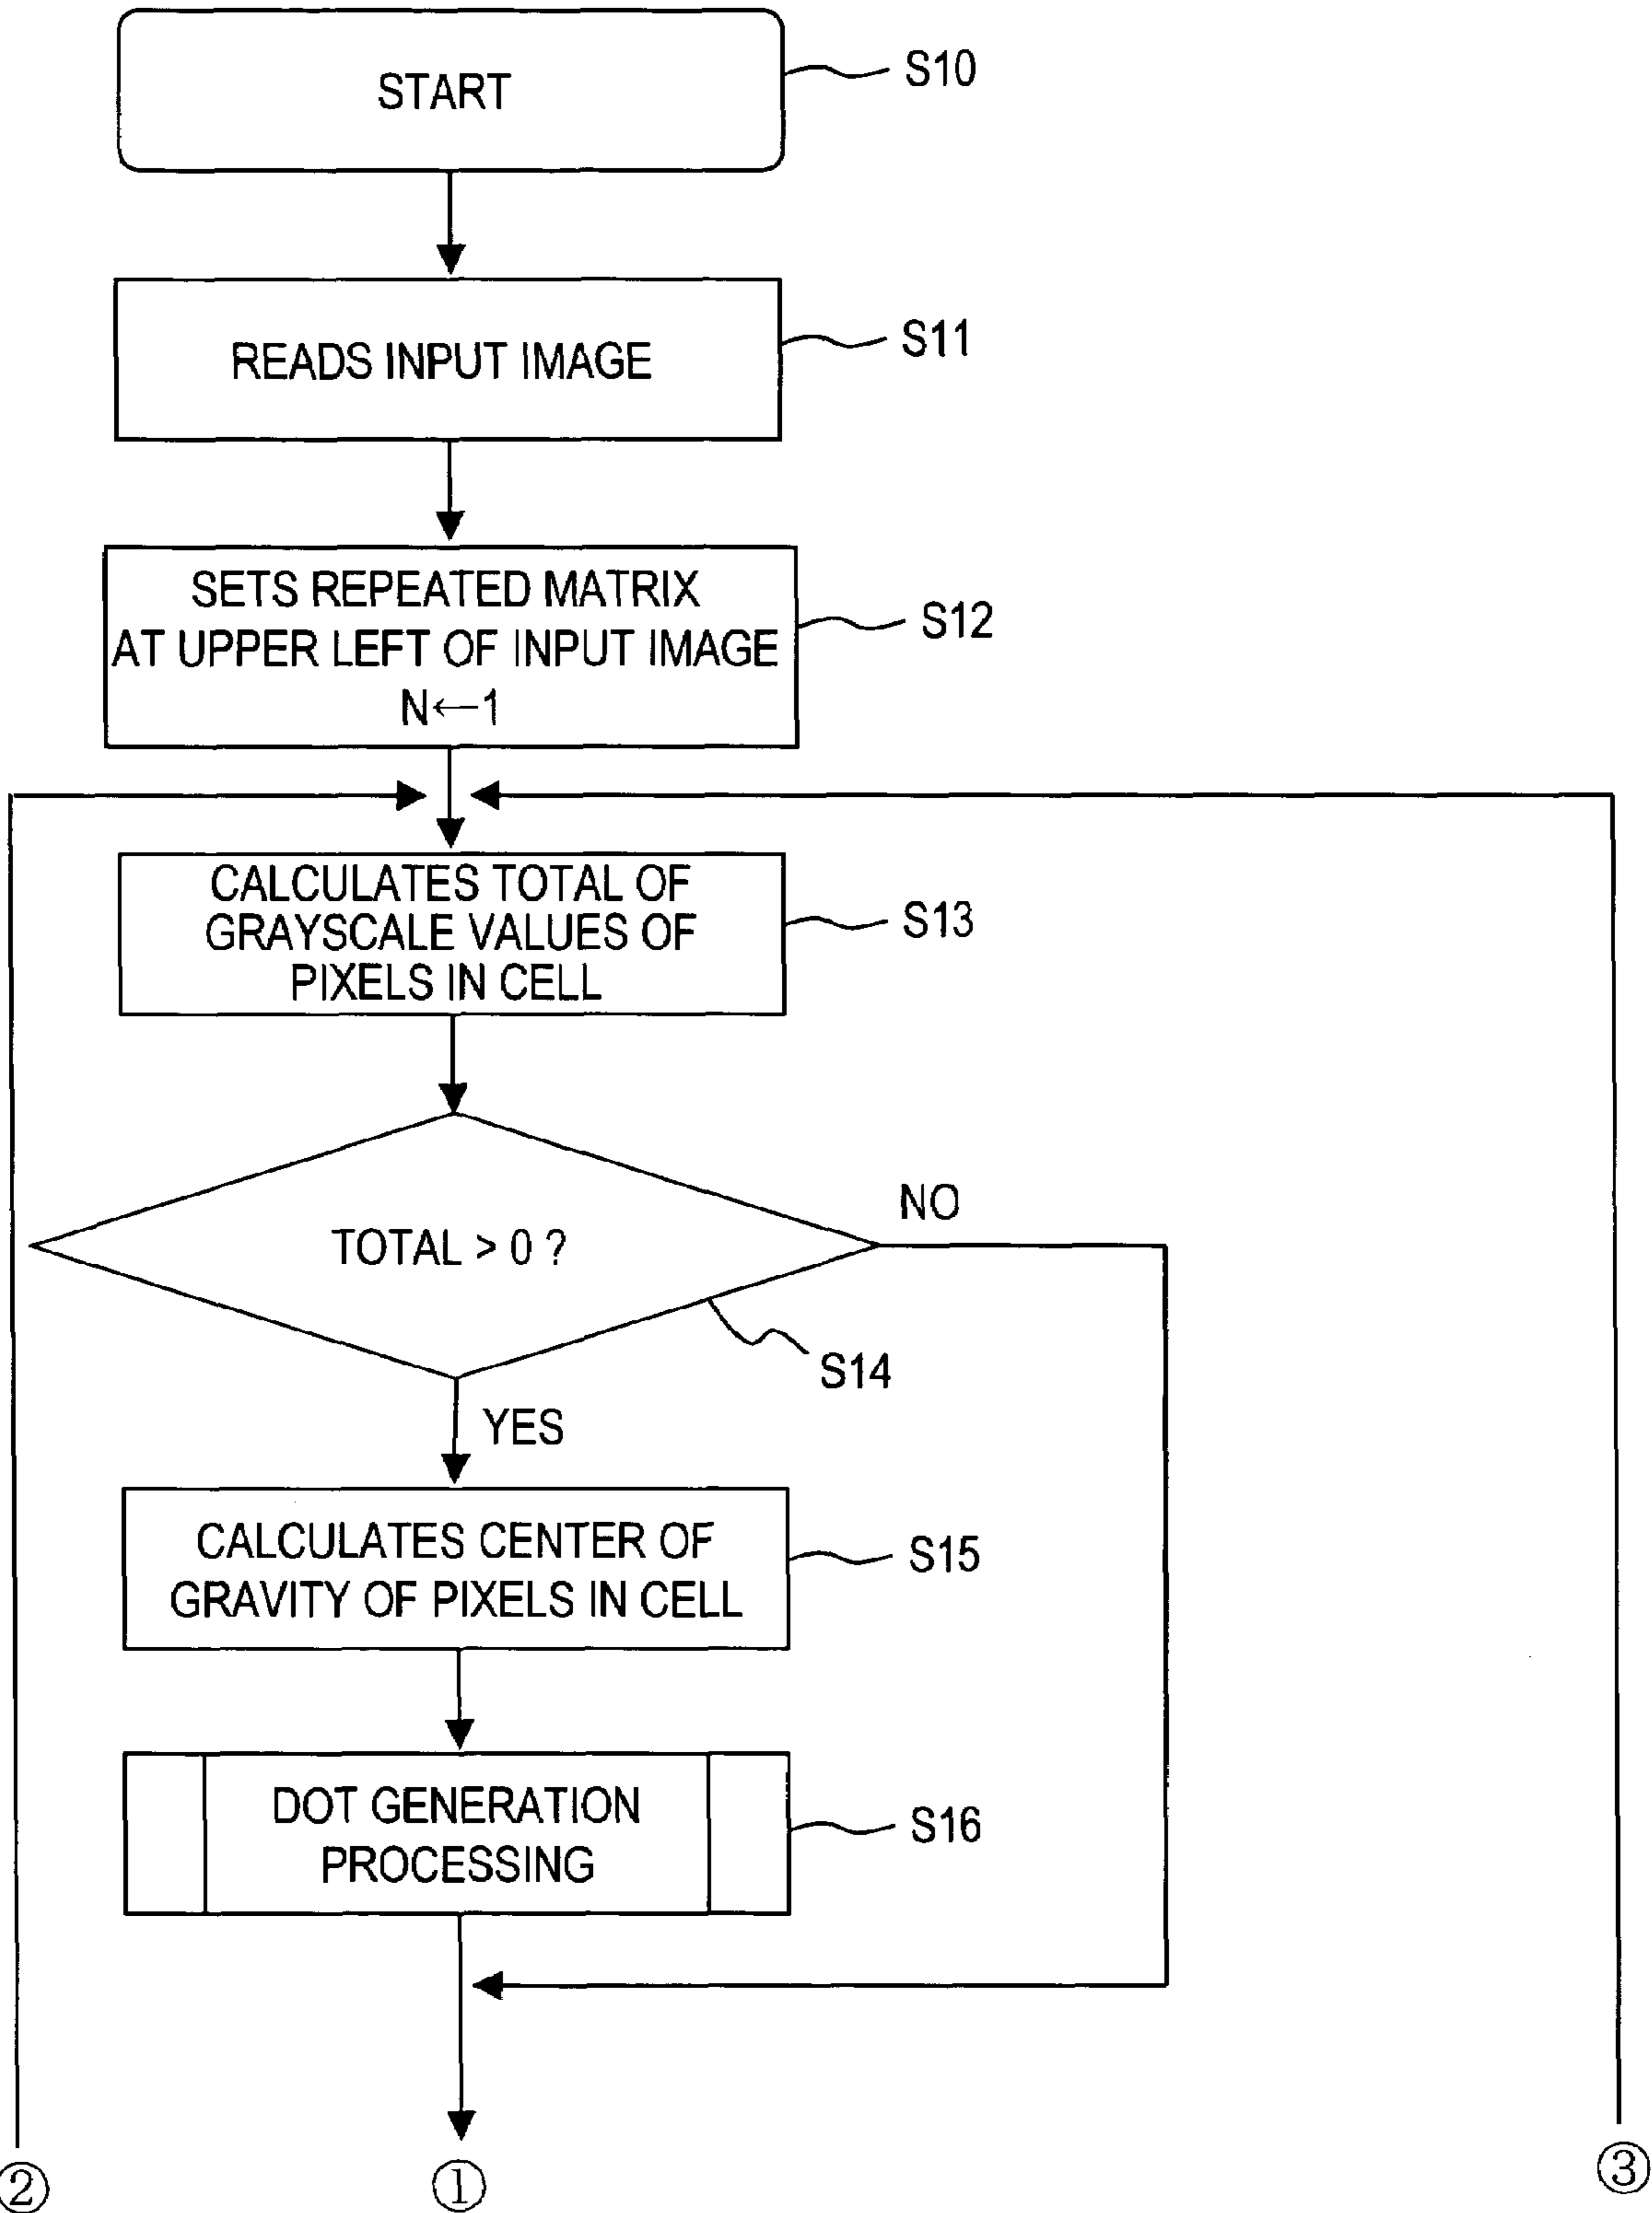 START
S10
READS INPUT IMAGE
S11
SETS REPEATED MATRIX
AT UPPER LEFT OF INPUT IMAGE
N←1
S12
CALCULATES TOTAL OF
GRAYSCALE VALUES OF
PIXELS IN CELL
S13
TOTAL > 0 ?
NO
S14
YES
CALCULATES CENTER OF
GRAVITY OF PIXELS IN CELL
S15
DOT GENERATION
PROCESSING
S16
②
①
③